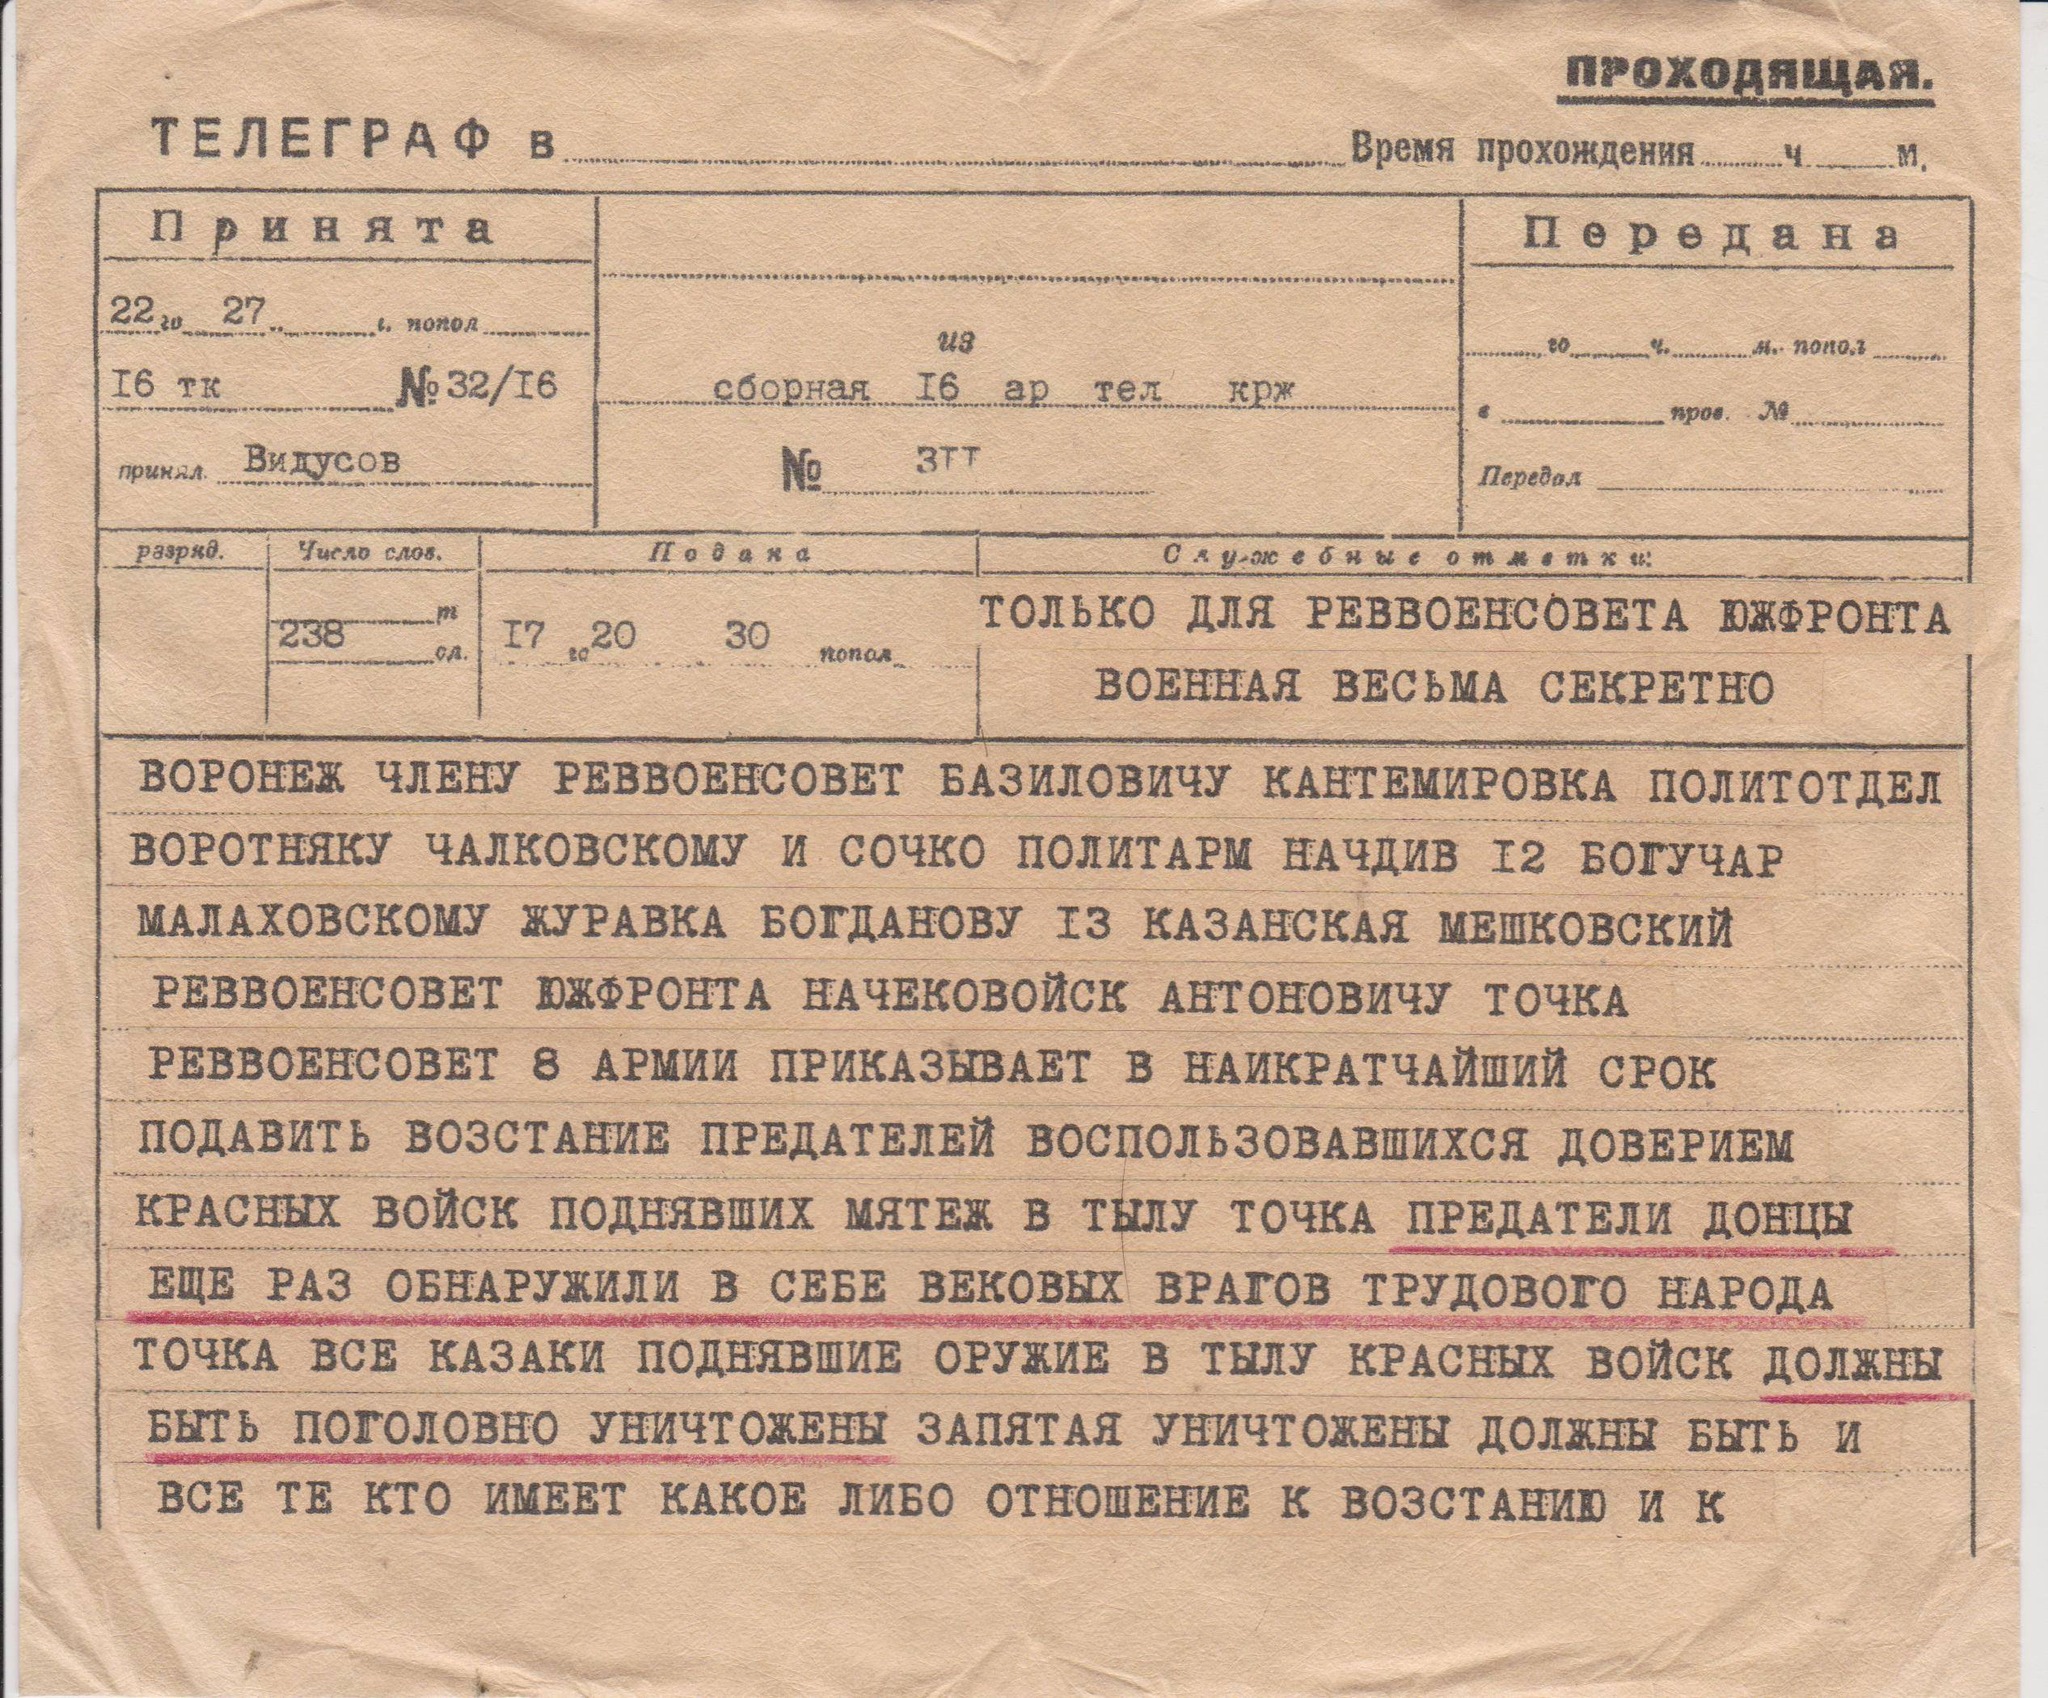 ПРОХОДЯЩАЯ.
ТЕЛЕГРАФ в Время прохождения ч м.
Принята
22 го 27 ч. попол
16 тк № 32/16
принял. Видусов
из
сборная 16 ар тел крж
№ 311
Передана
го ч. м. попол
в пров. №
Передал
разряд. Число слов. Подана Служебные отметки:
238 т сл.
17 го 20 30 попол
ТОЛЬКО ДЛЯ РЕВВОЕНСОВЕТА ЮЖФРОНТА
ВОЕННАЯ ВЕСЬМА СЕКРЕТНО
ВОРОНЕЖ ЧЛЕНУ РЕВВОЕНСОВЕТ БАЗИЛОВИЧУ КАНТЕМИРОВКА ПОЛИТОТДЕЛ
ВОРОТНЯКУ ЧАЛКОВСКОМУ И СОЧКО ПОЛИТАРМ НАЧДИВ 12 БОГУЧАР
МАЛАХОВСКОМУ ЖУРАВКА БОГДАНОВУ 13 КАЗАНСКАЯ МЕШКОВСКИЙ
РЕВВОЕНСОВЕТ ЮЖФРОНТА НАЧЕКОВОЙСК АНТОНОВИЧУ ТОЧКА
РЕВВОЕНСОВЕТ 8 АРМИИ ПРИКАЗЫВАЕТ В НАИКРАТЧАЙШИЙ СРОК
ПОДАВИТЬ ВОЗСТАНИЕ ПРЕДАТЕЛЕЙ ВОСПОЛЬЗОВАВШИХСЯ ДОВЕРИЕМ
КРАСНЫХ ВОЙСК ПОДНЯВШИХ МЯТЕЖ В ТЫЛУ ТОЧКА ПРЕДАТЕЛИ ДОНЦЫ
ЕЩЕ РАЗ ОБНАРУЖИЛИ В СЕБЕ ВЕКОВЫХ ВРАГОВ ТРУДОВОГО НАРОДА
ТОЧКА ВСЕ КАЗАКИ ПОДНЯВШИЕ ОРУЖИЕ В ТЫЛУ КРАСНЫХ ВОЙСК ДОЛЖНЫ
БЫТЬ ПОГОЛОВНО УНИЧТОЖЕНЫ ЗАПЯТАЯ УНИЧТОЖЕНЫ ДОЛЖНЫ БЫТЬ И
ВСЕ ТЕ КТО ИМЕЕТ КАКОЕ ЛИБО ОТНОШЕНИЕ К ВОЗСТАНИЮ И К